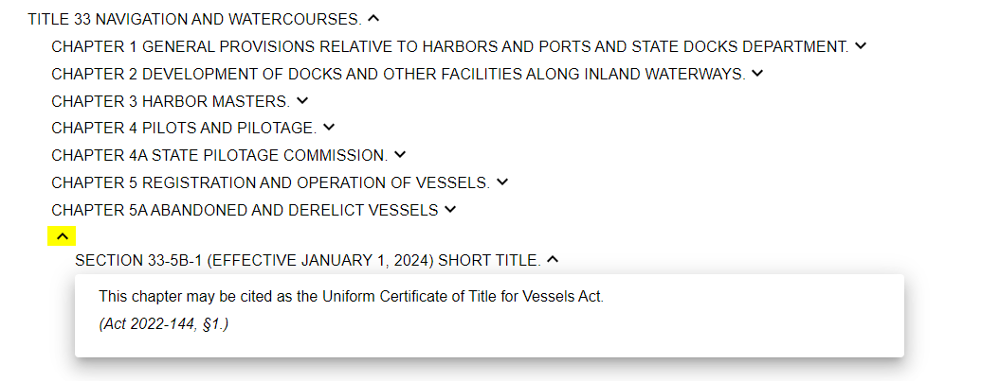 TITLE 33 NAVIGATION AND WATERCOURSES.
CHAPTER 1 GENERAL PROVISIONS RELATIVE TO HARBORS AND PORTS AND STATE DOCKS DEPARTMENT.
CHAPTER 2 DEVELOPMENT OF DOCKS AND OTHER FACILITIES ALONG INLAND WATERWAYS.
CHAPTER 3 HARBOR MASTERS.
CHAPTER 4 PILOTS AND PILOTAGE.
CHAPTER 4A STATE PILOTAGE COMMISSION.
CHAPTER 5 REGISTRATION AND OPERATION OF VESSELS.
CHAPTER 5A ABANDONED AND DERELICT VESSELS
SECTION 33-5B-1 (EFFECTIVE JANUARY 1, 2024) SHORT TITLE.
This chapter may be cited as the Uniform Certificate of Title for Vessels Act.
(Act 2022-144, §1.)